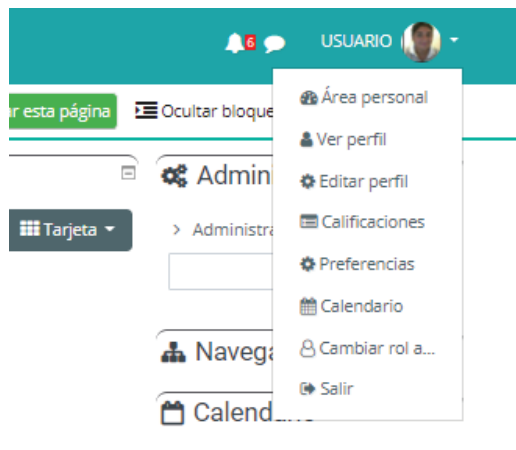 6 USUARIO
r esta página Ocultar bloque
Área personal
Ver perfil
Admin
Editar perfil
Tarjeta
> Administra
Calificaciones
Preferencias
Calendario
Navega
Cambiar rol a...
Salir
Calendario